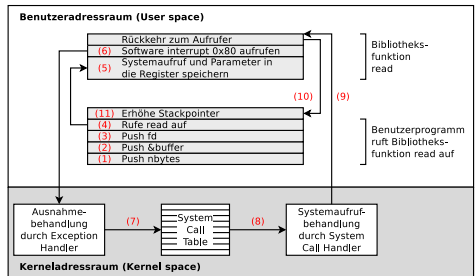 Benutzeradressraum (User space)
Rückkehr zum Aufrufer
(6) Software interrupt 0x80 aufrufen
(5) Systemaufruf und Parameter in
die Register speichern
Bibliotheks-
funktion
read
(10)
(9)
(11) Erhöhe Stackpointer
(4) Rufe read auf
(3) Push fd
(2) Push &buffer
(1) Push nbytes
Benutzerprogramm
ruft Bibliotheks-
funktion read auf
Ausnahme-
behandlung
durch Exception
Handler
(7)
System
Call
Table
(8)
Systemaufruf-
behandlung
durch System
Call Handler
Kerneladressraum (Kernel space)